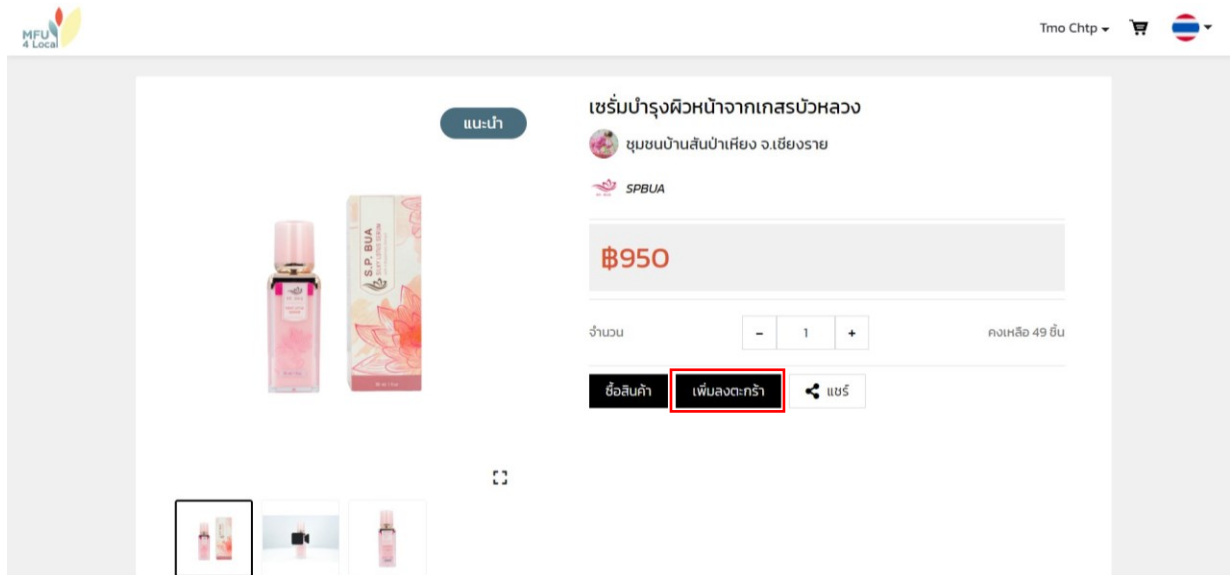 MFU
4 Local
Tmo Chtp
แนะนำ
เซรั่มบำรุงผิวหน้าจากเกสรบัวหลวง
ชุมชนบ้านสันป่าเหียง จ.เชียงราย
SPBUA
S.P. BUA
SILKY LOTUS SERUM
฿950
จำนวน
- 1 +
คงเหลือ 49 ชิ้น
ซื้อสินค้า
เพิ่มลงตะกร้า
แชร์